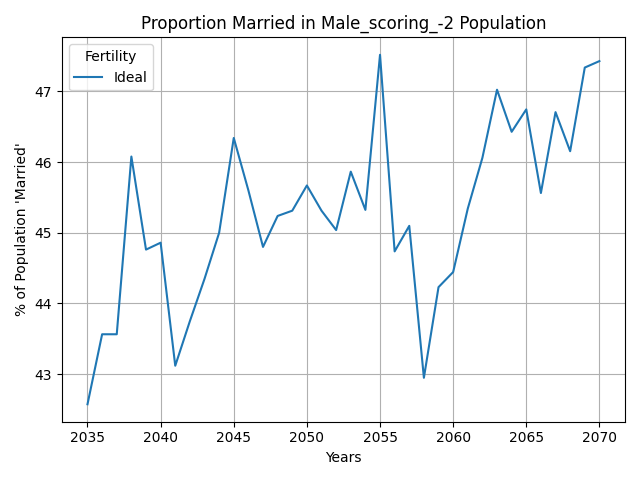 Proportion Married in Male_scoring_-2 Population
Fertility
Ideal
% of Population 'Married'
47
46
45
44
43
2035 2040 2045 2050 2055 2060 2065 2070
Years